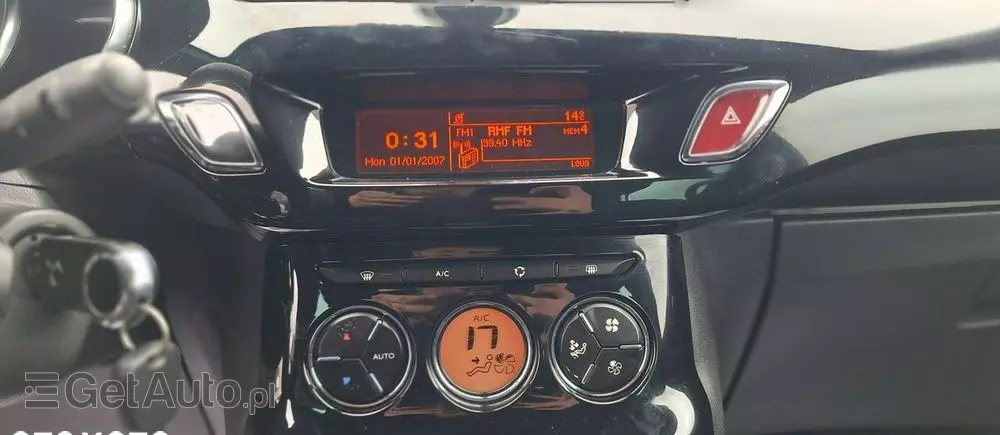 14°C
FM1 RMF FM MEM4
0:31 98.40 MHz
Mon 01/01/2007 LOUD
A/C
A/C
17
AUTO
GetAuto.pl